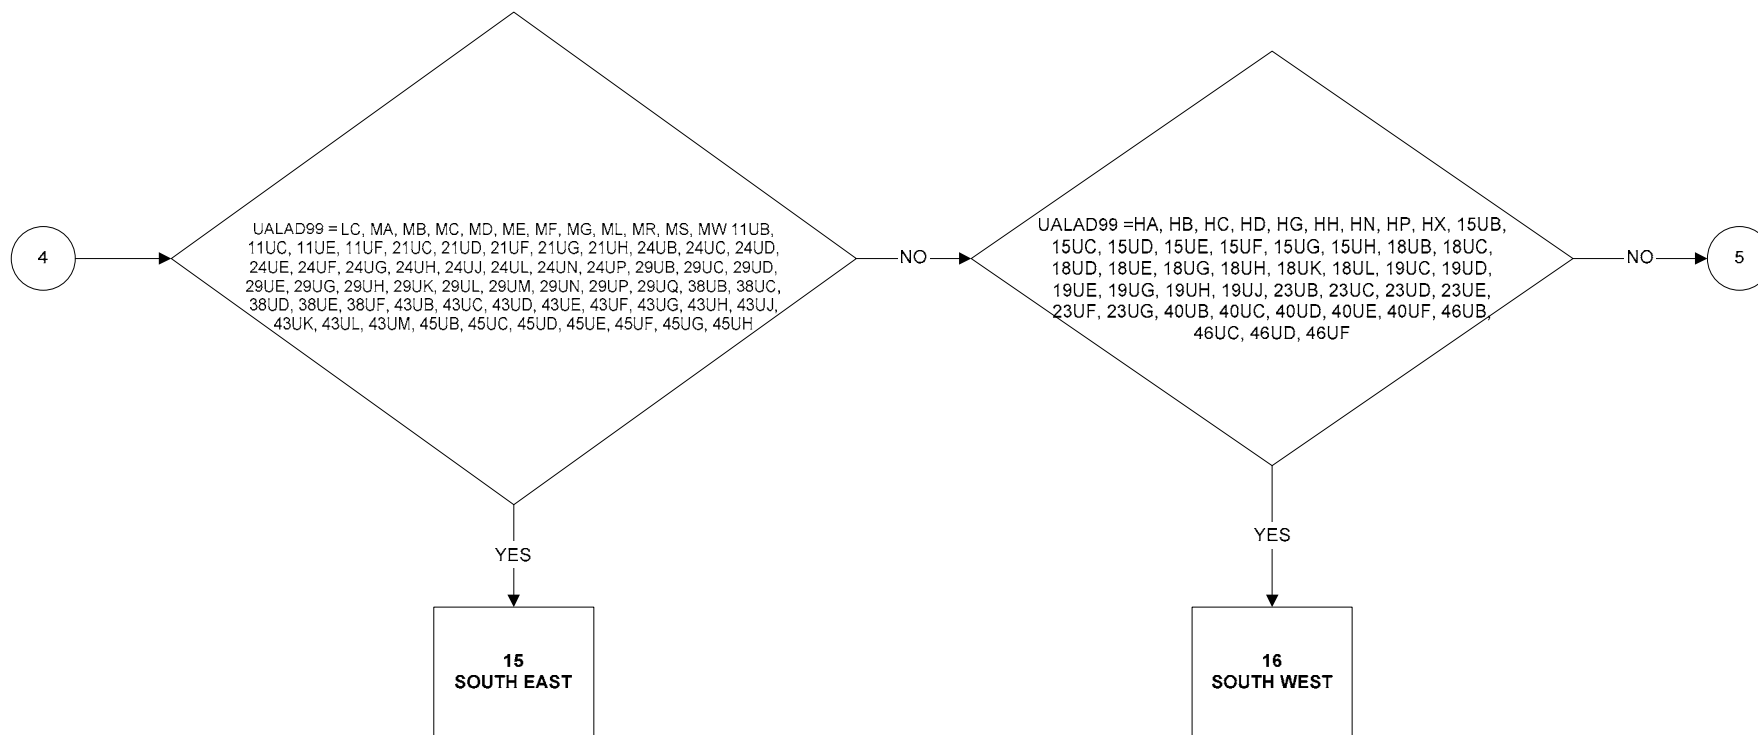 4
UALAD99 = LC, MA, MB, MC, MD, ME, MF, MG, ML, MR, MS, MW 11UB,
11UC, 11UE, 11UF, 21UC, 21UD, 21UF, 21UG, 21UH, 24UB, 24UC, 24UD,
24UE, 24UF, 24UG, 24UH, 24UJ, 24UL, 24UN, 24UP, 29UB, 29UC, 29UD,
29UE, 29UG, 29UH, 29UK, 29UL, 29UM, 29UN, 29UP, 29UQ, 38UB, 38UC,
38UD, 38UE, 38UF, 43UB, 43UC, 43UD, 43UE, 43UF, 43UG, 43UH, 43UJ,
43UK, 43UL, 43UM, 45UB, 45UC, 45UD, 45UE, 45UF, 45UG, 45UH
NO
UALAD99 =HA, HB, HC, HD, HG, HH, HN, HP, HX, 15UB,
15UC, 15UD, 15UE, 15UF, 15UG, 15UH, 18UB, 18UC,
18UD, 18UE, 18UG, 18UH, 18UK, 18UL, 19UC, 19UD,
19UE, 19UG, 19UH, 19UJ, 23UB, 23UC, 23UD, 23UE,
23UF, 23UG, 40UB, 40UC, 40UD, 40UE, 40UF, 46UB,
46UC, 46UD, 46UF
NO
5
YES
YES
15
SOUTH EAST
16
SOUTH WEST